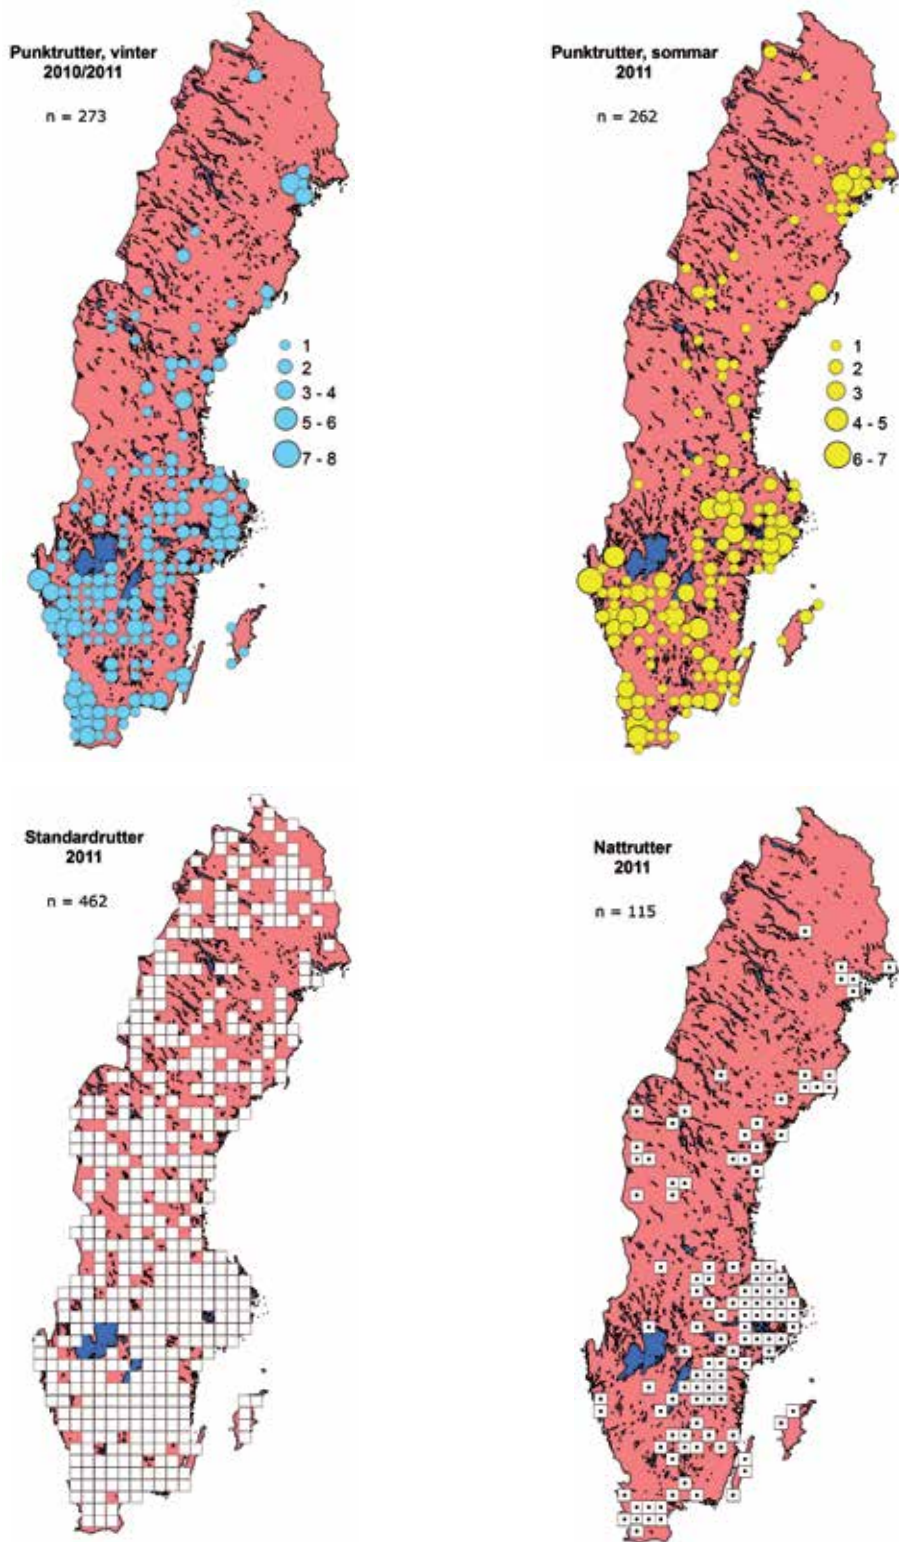 Punktrutter, vinter
2010/2011
n = 273
1
2
3 - 4
5 - 6
7 - 8
Punktrutter, sommar
2011
n = 262
1
2
3
4 - 5
6 - 7
Standardrutter
2011
n = 462
Nattrutter
2011
n = 115